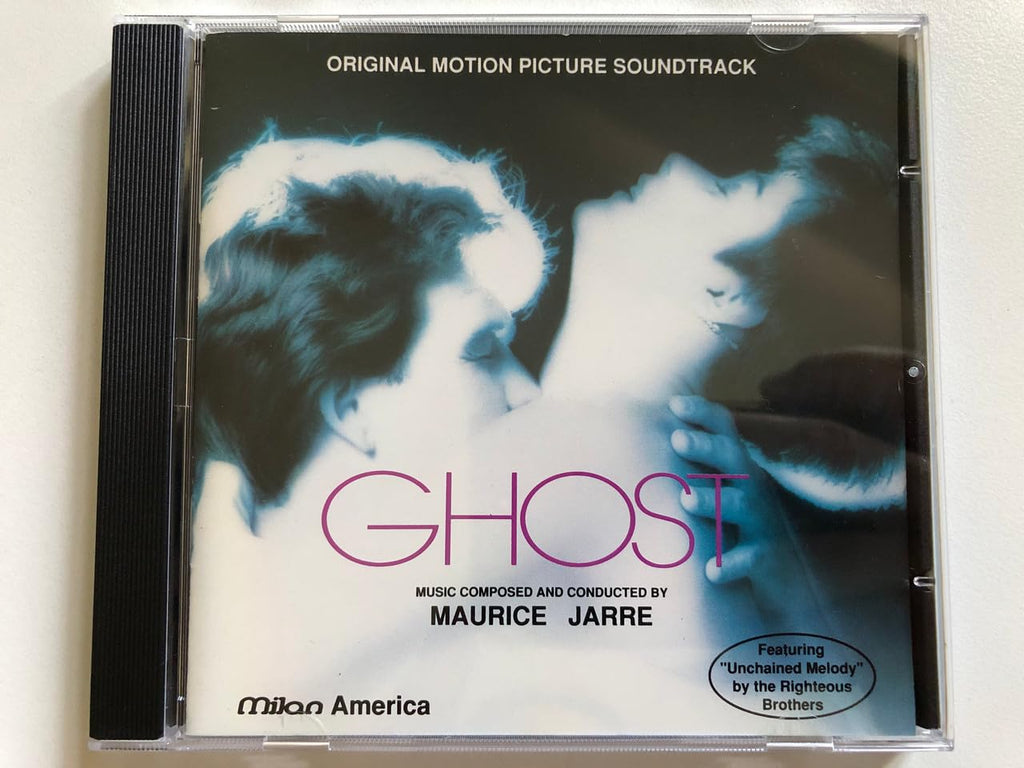 ORIGINAL MOTION PICTURE SOUNDTRACK
GHOST
MUSIC COMPOSED AND CONDUCTED BY
MAURICE JARRE
Featuring
"Unchained Melody"
by the Righteous
Brothers
milan America